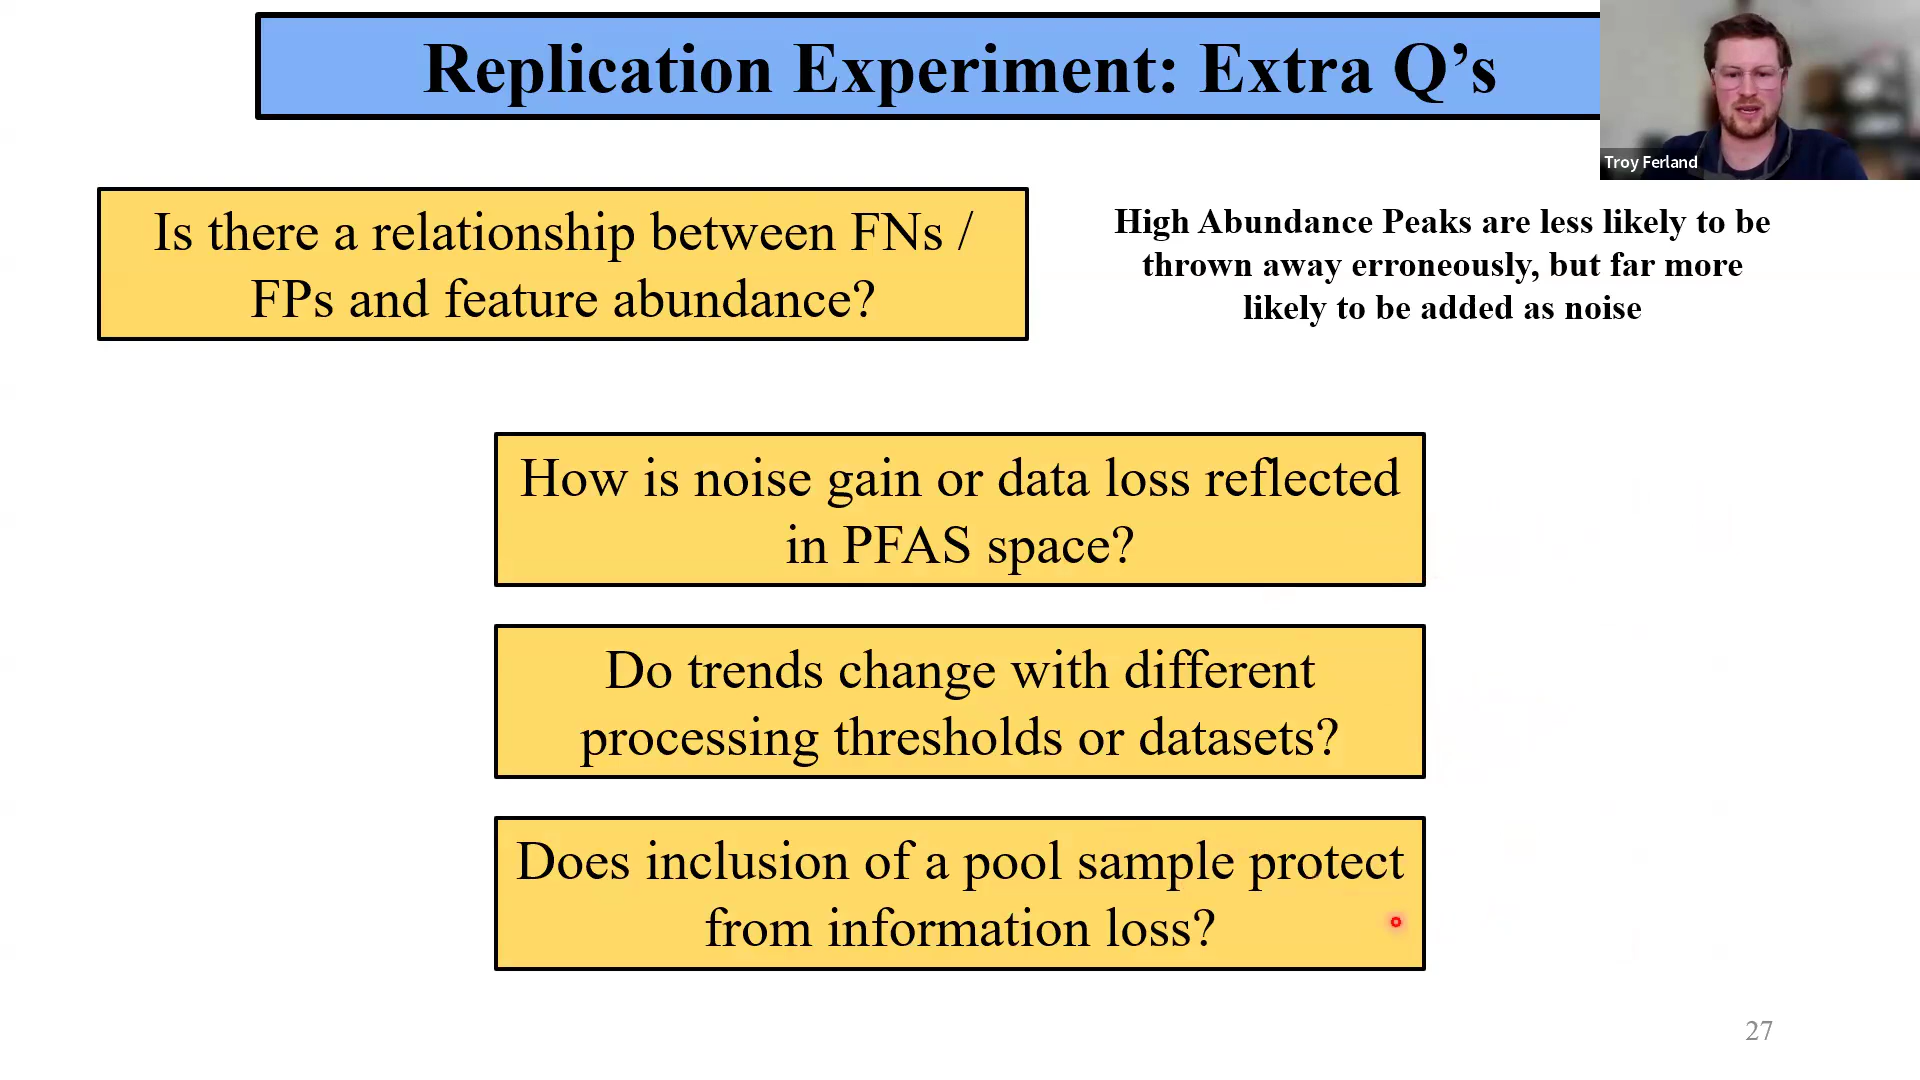 Replication Experiment: Extra Q’s
Troy Ferland
Is there a relationship between FNs /
FPs and feature abundance?
High Abundance Peaks are less likely to be
thrown away erroneously, but far more
likely to be added as noise
How is noise gain or data loss reflected
in PFAS space?
Do trends change with different
processing thresholds or datasets?
Does inclusion of a pool sample protect
from information loss?
27